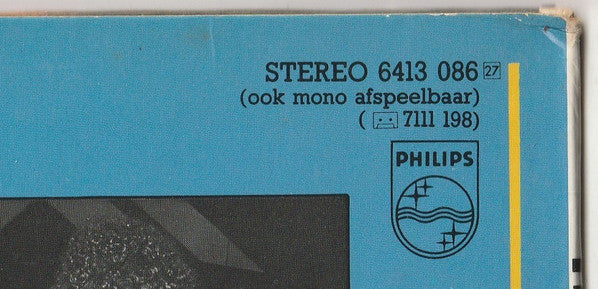 STEREO 6413 086 27
(ook mono afspeelbaar)
( 7111 198)
PHILIPS